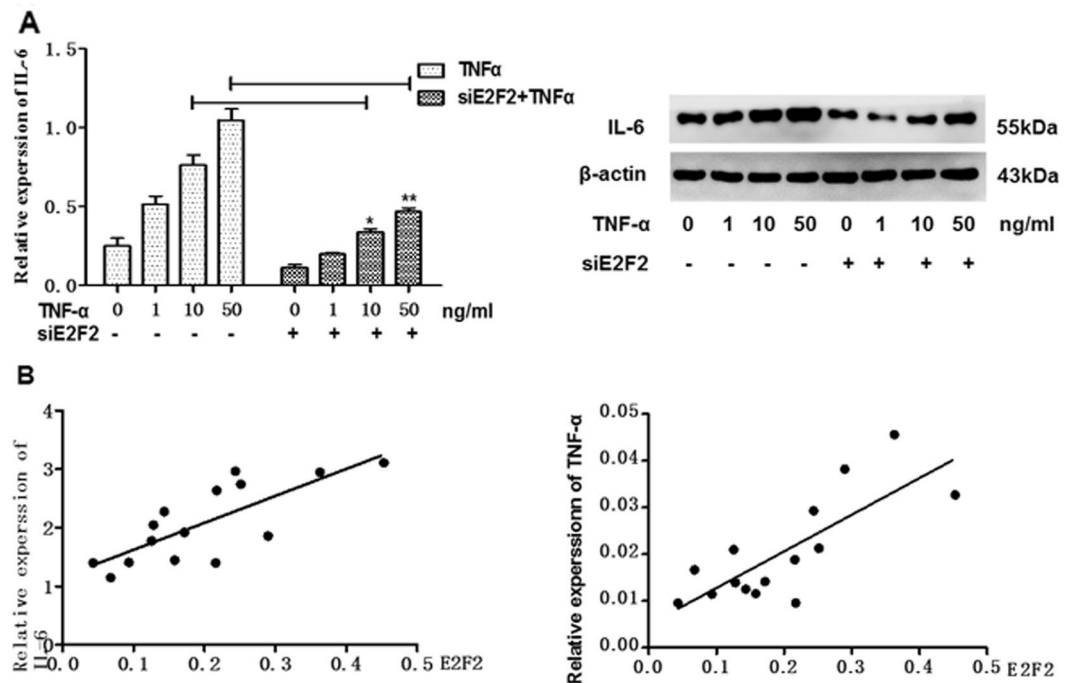 A
Relative experssion of IL-6
1.5
1.0
0.5
0.0
TNFα
siE2F2+TNFα
* **
TNF-α 0 1 10 50 0 1 10 50 ng/ml
siE2F2 - - - - + + + +
IL-6 55kDa
β-actin 43kDa
TNF-α 0 1 10 50 0 1 10 50 ng/ml
siE2F2 - - - - + + + +
B
Relative experssion of
IL-6
4
3
2
1
0
0.0 0.1 0.2 0.3 0.4 0.5 E2F2
Relative experssionn of TNF-α
0.05
0.04
0.03
0.02
0.01
0.00
0.0 0.1 0.2 0.3 0.4 0.5 E2F2